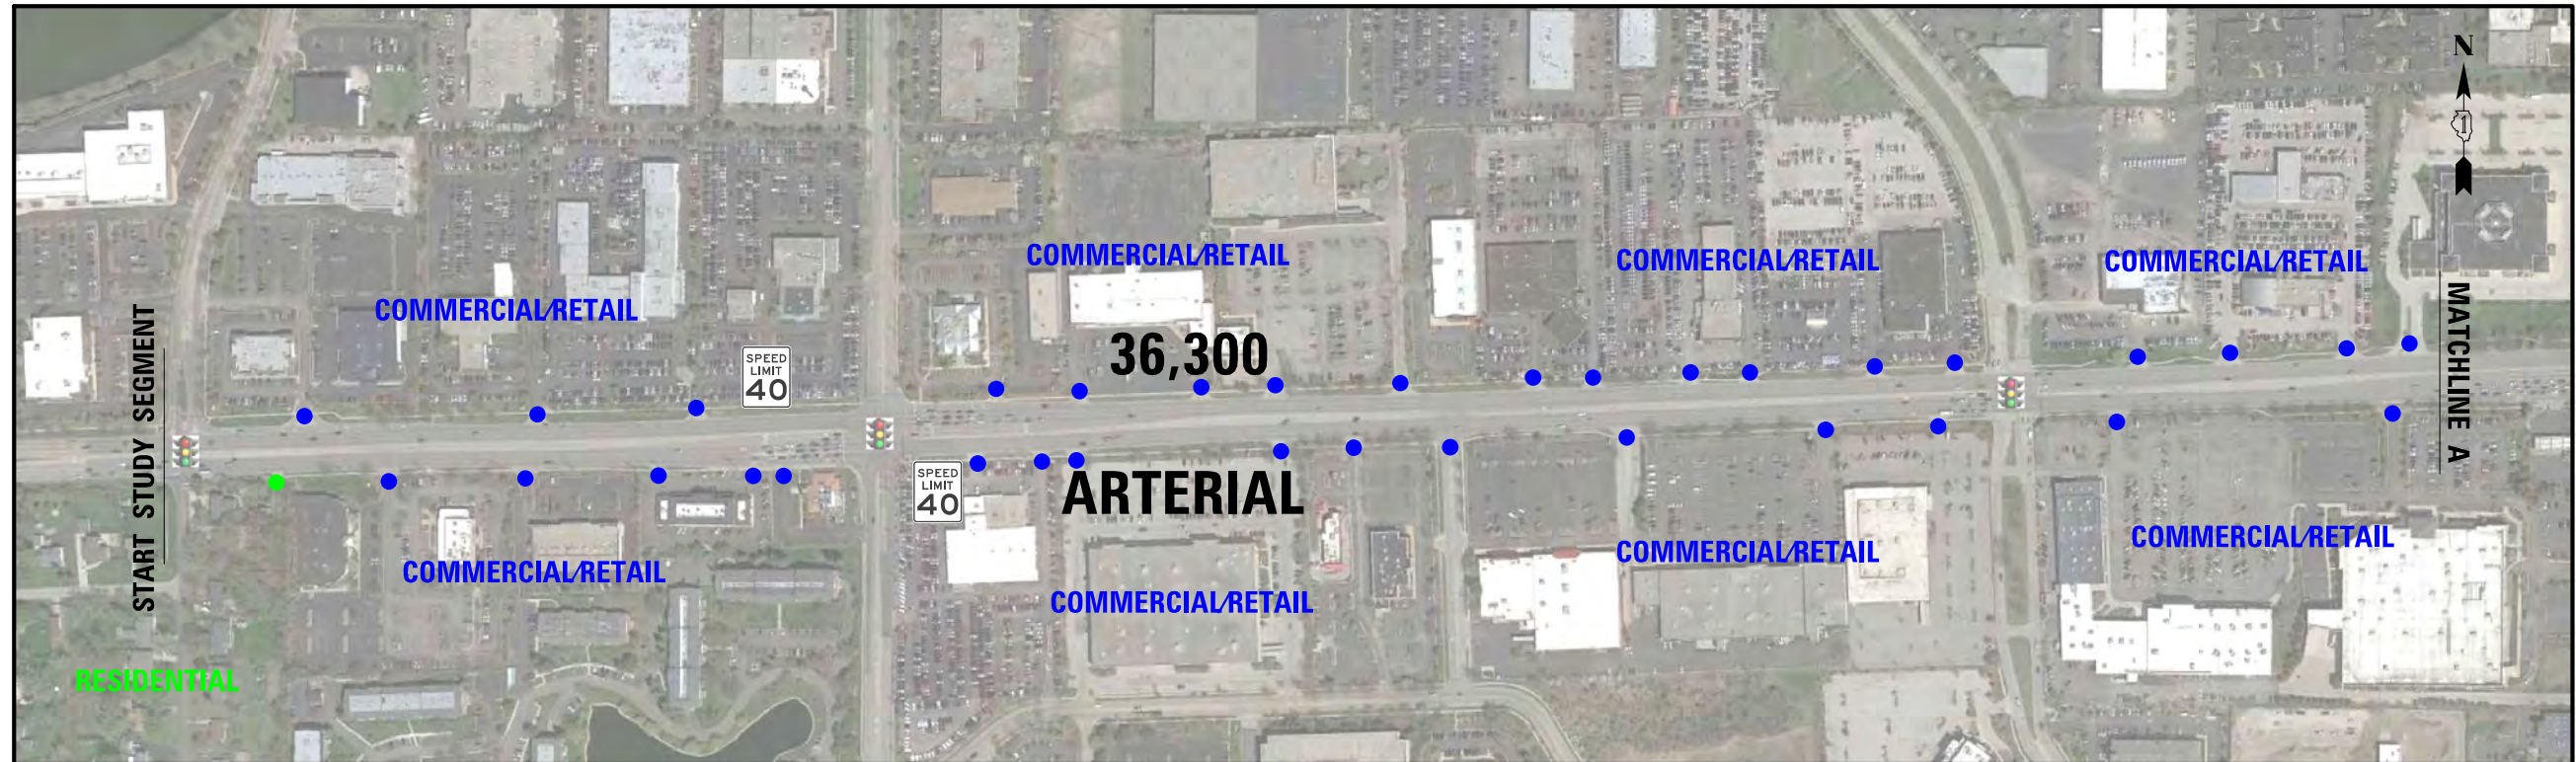 N
1
COMMERCIAL/RETAIL
COMMERCIAL/RETAIL
COMMERCIAL/RETAIL
COMMERCIAL/RETAIL
START STUDY SEGMENT
MATCHLINE A
36,300
SPEED
LIMIT
40
SPEED
LIMIT
40
ARTERIAL
COMMERCIAL/RETAIL
COMMERCIAL/RETAIL
COMMERCIAL/RETAIL
COMMERCIAL/RETAIL
RESIDENTIAL